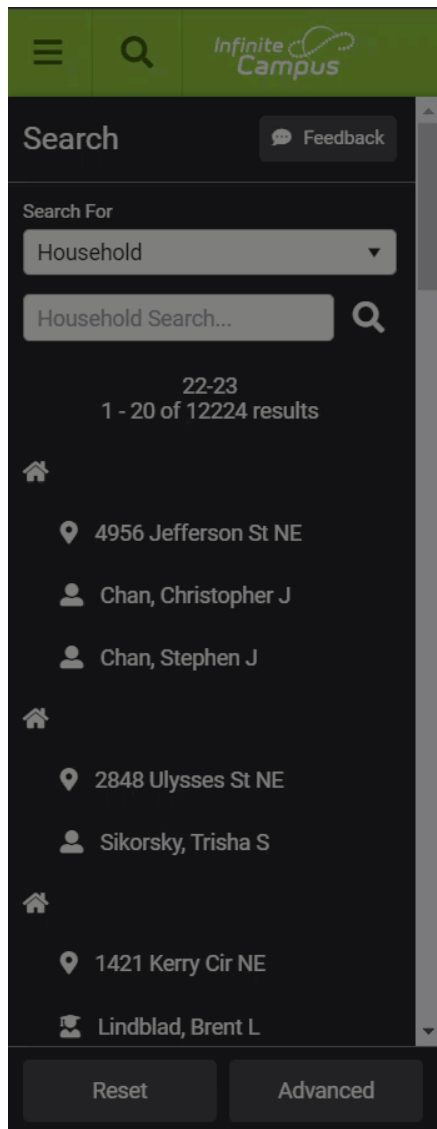 Infinite
Campus
Search
Feedback
Search For
Household
Household Search...
22-23
1 - 20 of 12224 results
4956 Jefferson St NE
Chan, Christopher J
Chan, Stephen J
2848 Ulysses St NE
Sikorsky, Trisha S
1421 Kerry Cir NE
Lindblad, Brent L
Reset
Advanced